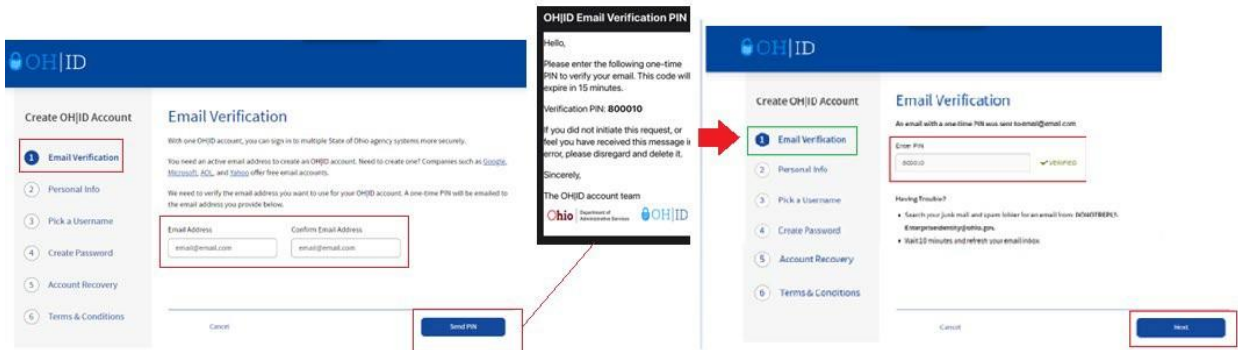 OH|ID
Create OH|ID Account
1 Email Verification
2 Personal Info
3 Pick a Username
4 Create Password
5 Account Recovery
6 Terms & Conditions
Email Verification
With one OH|ID account, you can sign in to multiple State of Ohio agency systems more securely.
You need an active email address to create an OH|ID account. Need to create one? Companies such as Google,
Microsoft, AOL, and Yahoo offer free email accounts.
We need to verify the email address you want to use for your OH|ID account. A one-time PIN will be emailed to
the email address you provide below.
Email Address Confirm Email Address
email@email.com email@email.com
Cancel Send PIN
OH|ID Email Verification PIN
Hello,
Please enter the following one-time
PIN to verify your email. This code will
expire in 15 minutes.
Verification PIN: 800010
If you did not initiate this request, or
feel you have received this message in
error, please disregard and delete it.
Sincerely,
The OH|ID account team
Ohio Department of Administrative Services OH|ID
OH|ID
Create OH|ID Account
1 Email Verification
2 Personal Info
3 Pick a Username
4 Create Password
5 Account Recovery
6 Terms & Conditions
Email Verification
An email with a one-time PIN was sent to email@email.com
Enter PIN
800010 VERIFIED
Having Trouble?
• Search your junk mail and spam folder for an email from:
Enterpriseidentity@ohio.gov.
• Wait 10 minutes and refresh your email inbox
Cancel Next